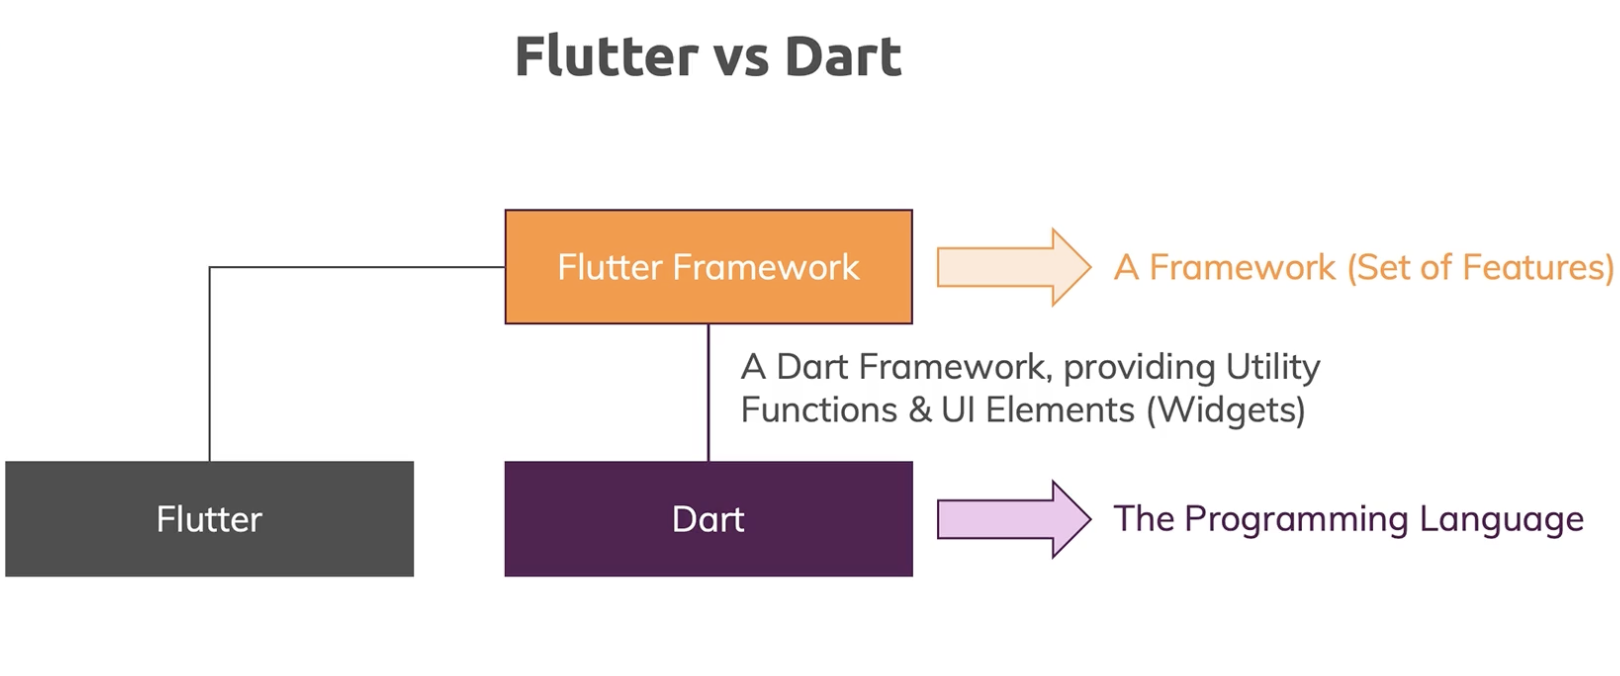 Flutter vs Dart
Flutter Framework
A Framework (Set of Features)
A Dart Framework, providing Utility
Functions & UI Elements (Widgets)
Flutter
Dart
The Programming Language